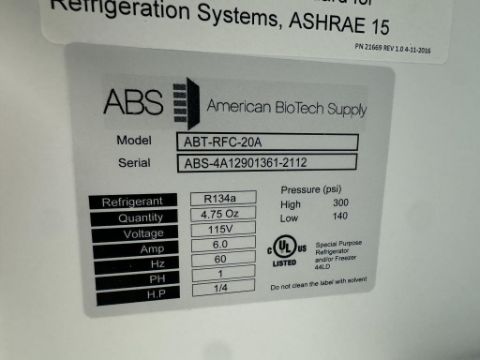 Refrigeration Systems, ASHRAE 15
PN 21669 REV 1.0 4-11-2016
ABS American BioTech Supply
Model ABT-RFC-20A
Serial ABS-4A12901361-2112
Refrigerant R134a
Quantity 4.75 Oz
Voltage 115V
Amp 6.0
Hz 60
PH 1
H.P 1/4
Pressure (psi)
High 300
Low 140
C UL US
LISTED
Special Purpose
Refrigerator
and/or Freezer
44LD
Do not clean the label with solvent